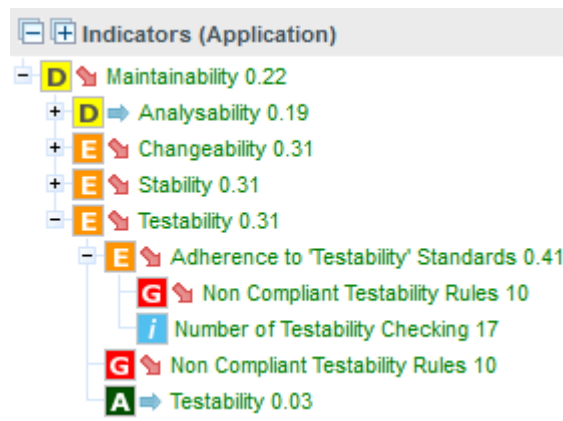 Indicators (Application)
D Maintainability 0.22
D Analysability 0.19
E Changeability 0.31
E Stability 0.31
E Testability 0.31
E Adherence to 'Testability' Standards 0.41
G Non Compliant Testability Rules 10
i Number of Testability Checking 17
G Non Compliant Testability Rules 10
A Testability 0.03